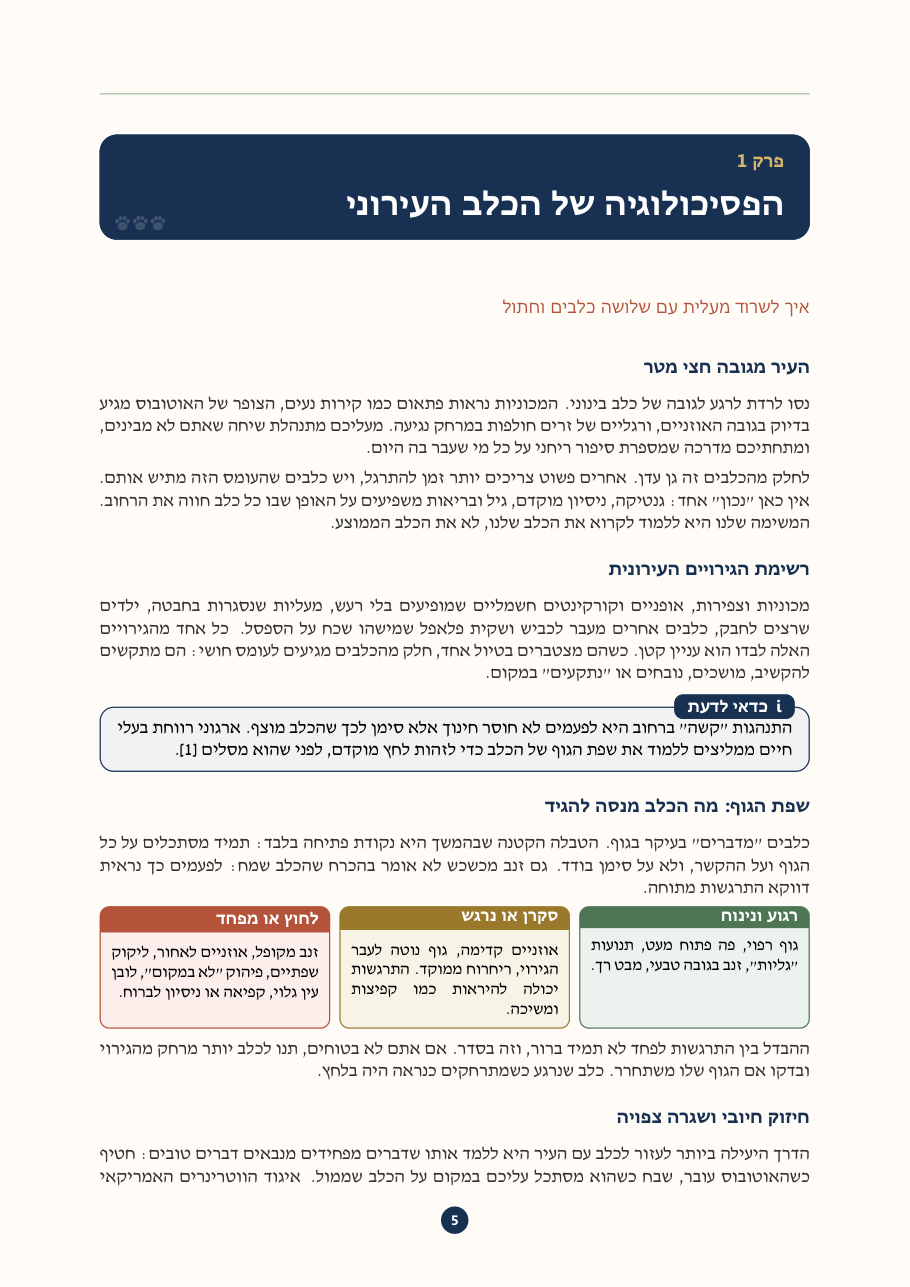 פרק 1
הפסיכולוגיה של הכלב העירוני
איך לשרוד מעלית עם שלושה כלבים וחתול
העיר מגובה חצי מטר
נסו לרדת לרגע לגובה של כלב בינוני. המכוניות נראות פתאום כמו קירות נעים, הצופר של האוטובוס מגיע
בדיוק בגובה האוזניים, ורגליים של זרים חולפות במרחק נגיעה. מעליכם מתנהלת שיחה שאתם לא מבינים,
ומתחתיכם מדרכה שמספרת סיפור ריחני על כל מי שעבר בה היום.
לחלק מהכלבים זה גן עדן. אחרים פשוט צריכים יותר זמן להתרגל, ויש כלבים שהעומס הזה מתיש אותם.
אין כאן ״נכון״ אחד: גנטיקה, ניסיון מוקדם, גיל ובריאות משפיעים על האופן שבו כל כלב חווה את הרחוב.
המשימה שלנו היא ללמוד לקרוא את הכלב שלנו, לא את הכלב הממוצע.
רשימת הגירויים העירונית
מכוניות וצפירות, אופניים וקורקינטים חשמליים שמופיעים בלי רעש, מעליות שנסגרות בחבטה, ילדים
שרצים לחבק, כלבים אחרים מעבר לכביש ושקית פלאפל שמישהו שכח על הספסל. כל אחד מהגירויים
האלה לבדו הוא עניין קטן. כשהם מצטברים בטיול אחד, חלק מהכלבים מגיעים לעומס חושי: הם מתקשים
להקשיב, מושכים, נובחים או ״נתקעים״ במקום.
i כדאי לדעת
התנהגות ״קשה״ ברחוב היא לפעמים לא חוסר חינוך אלא סימן לכך שהכלב מוצף. ארגוני רווחת בעלי
חיים ממליצים ללמוד את שפת הגוף של הכלב כדי לזהות לחץ מוקדם, לפני שהוא מסלים [1].
שפת הגוף: מה הכלב מנסה להגיד
כלבים ״מדברים״ בעיקר בגוף. הטבלה הקטנה שבהמשך היא נקודת פתיחה בלבד: תמיד מסתכלים על כל
הגוף ועל ההקשר, ולא על סימן בודד. גם זנב מכשכש לא אומר בהכרח שהכלב שמח: לפעמים כך נראית
דווקא התרגשות מתוחה.
רגוע ונינוח
גוף רפוי, פה פתוח מעט, תנועות
״גליות״, זנב בגובה טבעי, מבט רך.
סקרן או נרגש
אוזניים קדימה, גוף נוטה לעבר
הגירוי, ריחרוח ממוקד. התרגשות
יכולה להיראות כמו קפיצות
ומשיכה.
לחוץ או מפחד
זנב מקופל, אוזניים לאחור, ליקוק
שפתיים, פיהוק ״לא במקום״, לובן
עין גלוי, קפיאה או ניסיון לברוח.
ההבדל בין התרגשות לפחד לא תמיד ברור, וזה בסדר. אם אתם לא בטוחים, תנו לכלב יותר מרחק מהגירוי
ובדקו אם הגוף שלו משתחרר. כלב שנרגע כשמתרחקים כנראה היה בלחץ.
חיזוק חיובי ושגרה צפויה
הדרך היעילה ביותר לעזור לכלב עם העיר היא ללמד אותו שדברים מפחידים מנבאים דברים טובים: חטיף
כשהאוטובוס עובר, שבח כשהוא מסתכל עליכם במקום על הכלב שממול. איגוד הווטרינרים האמריקאי
5